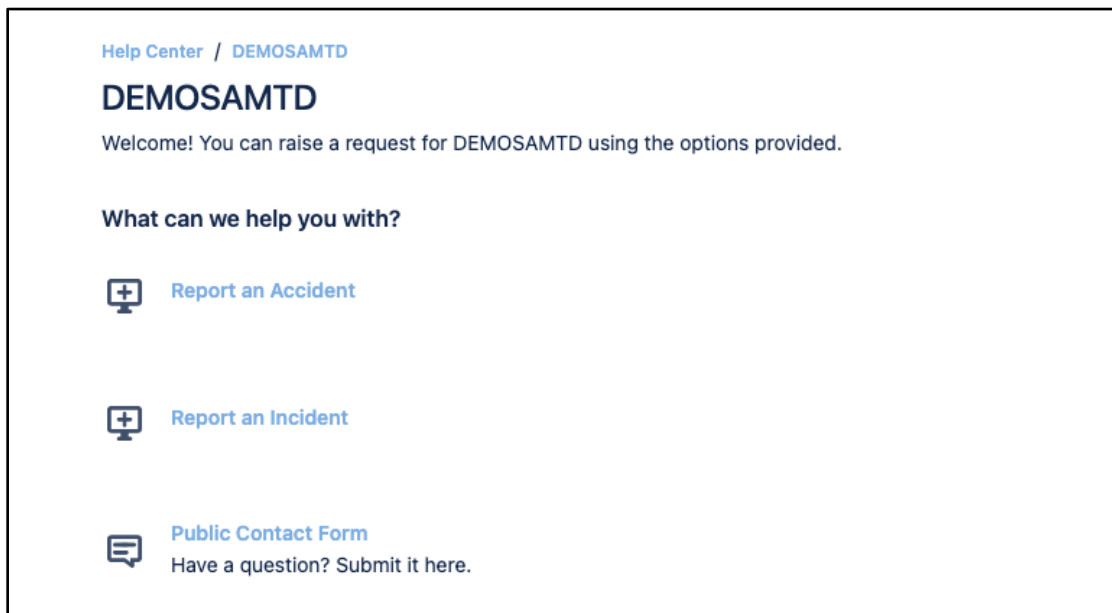 Help Center / DEMOSAMTD
DEMOSAMTD
Welcome! You can raise a request for DEMOSAMTD using the options provided.
What can we help you with?
Report an Accident
Report an Incident
Public Contact Form
Have a question? Submit it here.